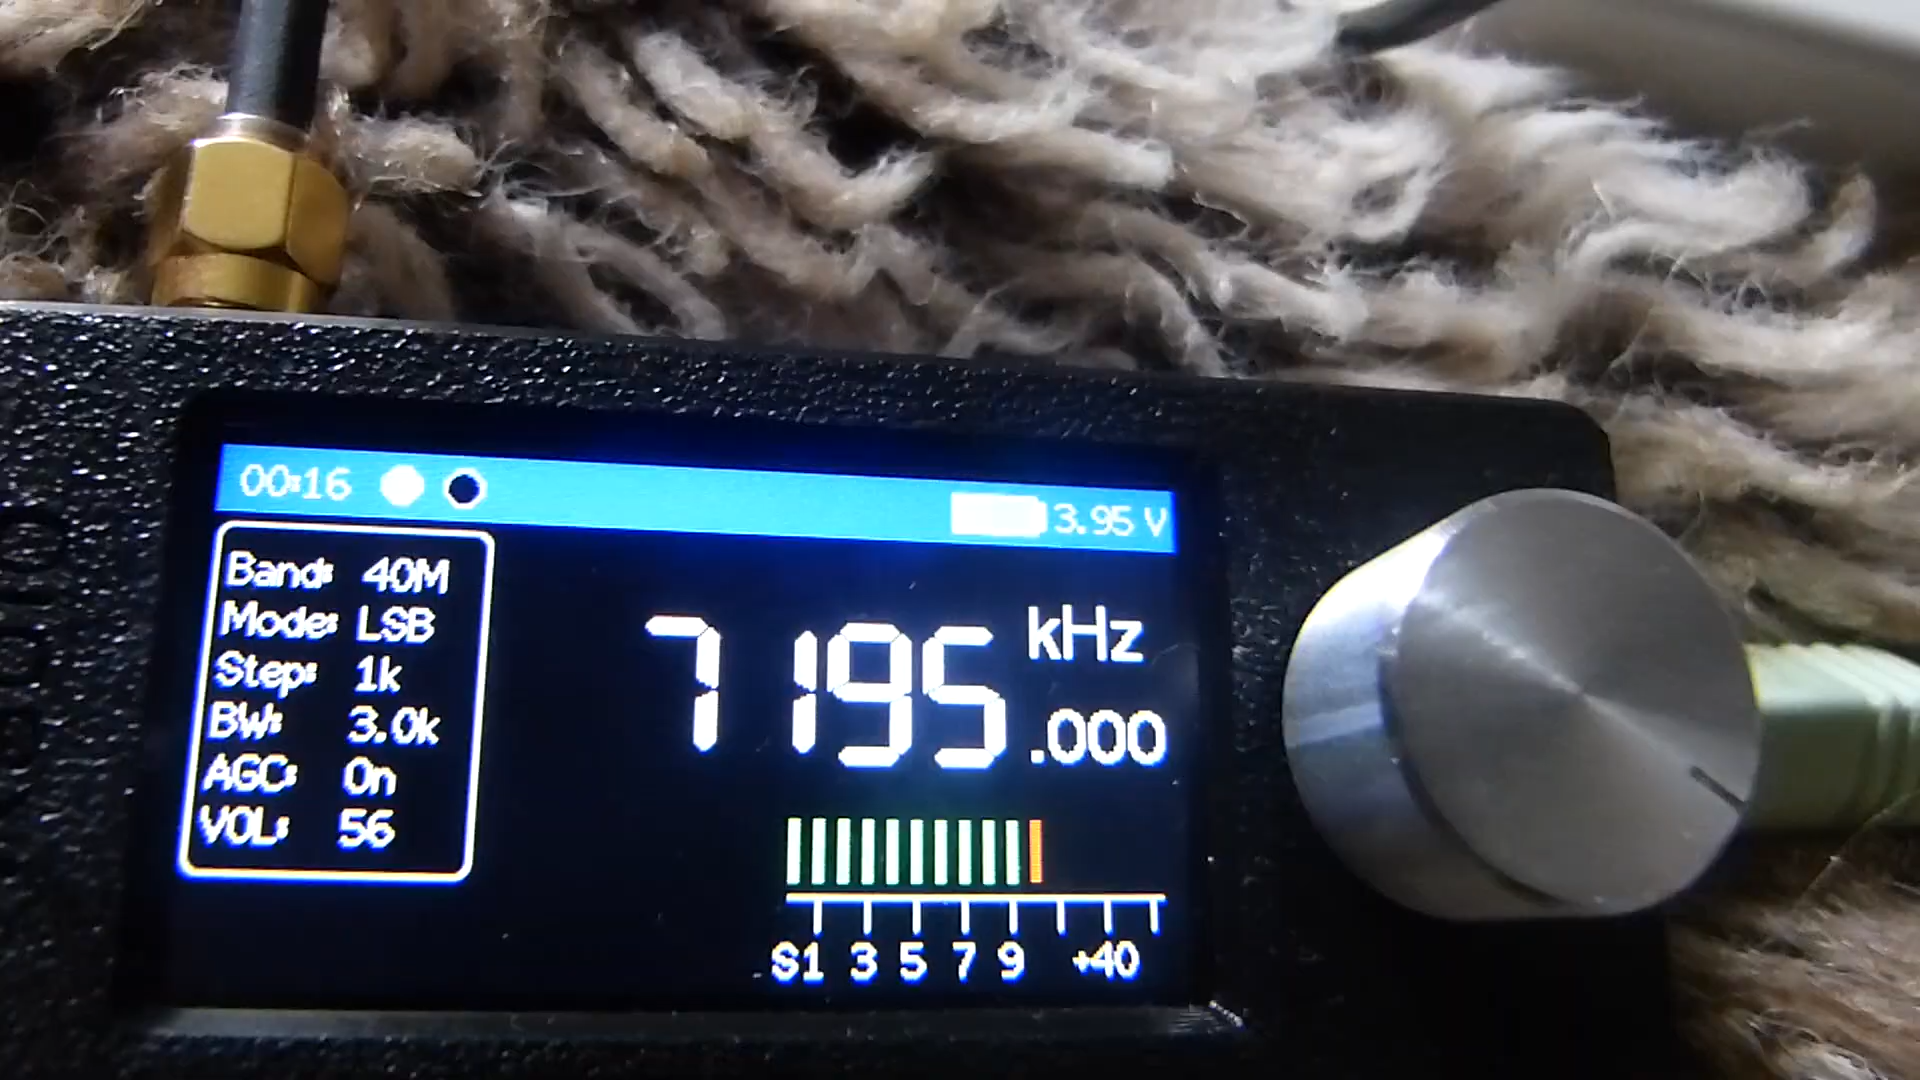 00:16 3.95 V
Band: 40M
Mode: LSB
Step: 1k
BW: 3.0k
AGC: On
VOL: 56
7195.000 kHz
S1 3 5 7 9 +40